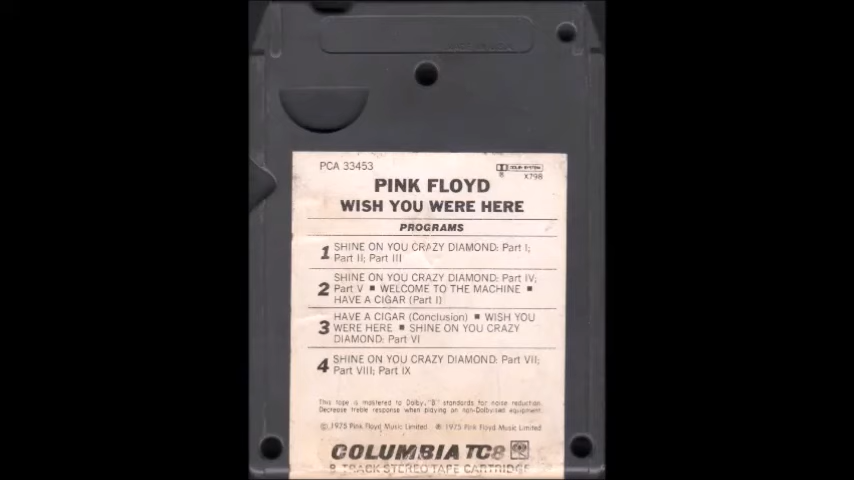 PCA 33453
DOLBY SYSTEM
B X798
PINK FLOYD
WISH YOU WERE HERE
PROGRAMS
1 SHINE ON YOU CRAZY DIAMOND: Part I;
Part II; Part III
2 SHINE ON YOU CRAZY DIAMOND: Part IV;
Part V ■ WELCOME TO THE MACHINE ■
HAVE A CIGAR (Part I)
3 HAVE A CIGAR (Conclusion) ■ WISH YOU
WERE HERE ■ SHINE ON YOU CRAZY
DIAMOND: Part VI
4 SHINE ON YOU CRAZY DIAMOND: Part VII;
Part VIII; Part IX
This tape is mastered to Dolby "B" standards for noise reduction.
Decrease treble response when playing on non-Dolbyised equipment.
© 1975 Pink Floyd Music Limited ℗ 1975 Pink Floyd Music Limited
COLUMBIA TC8
8 TRACK STEREO TAPE CARTRIDGE